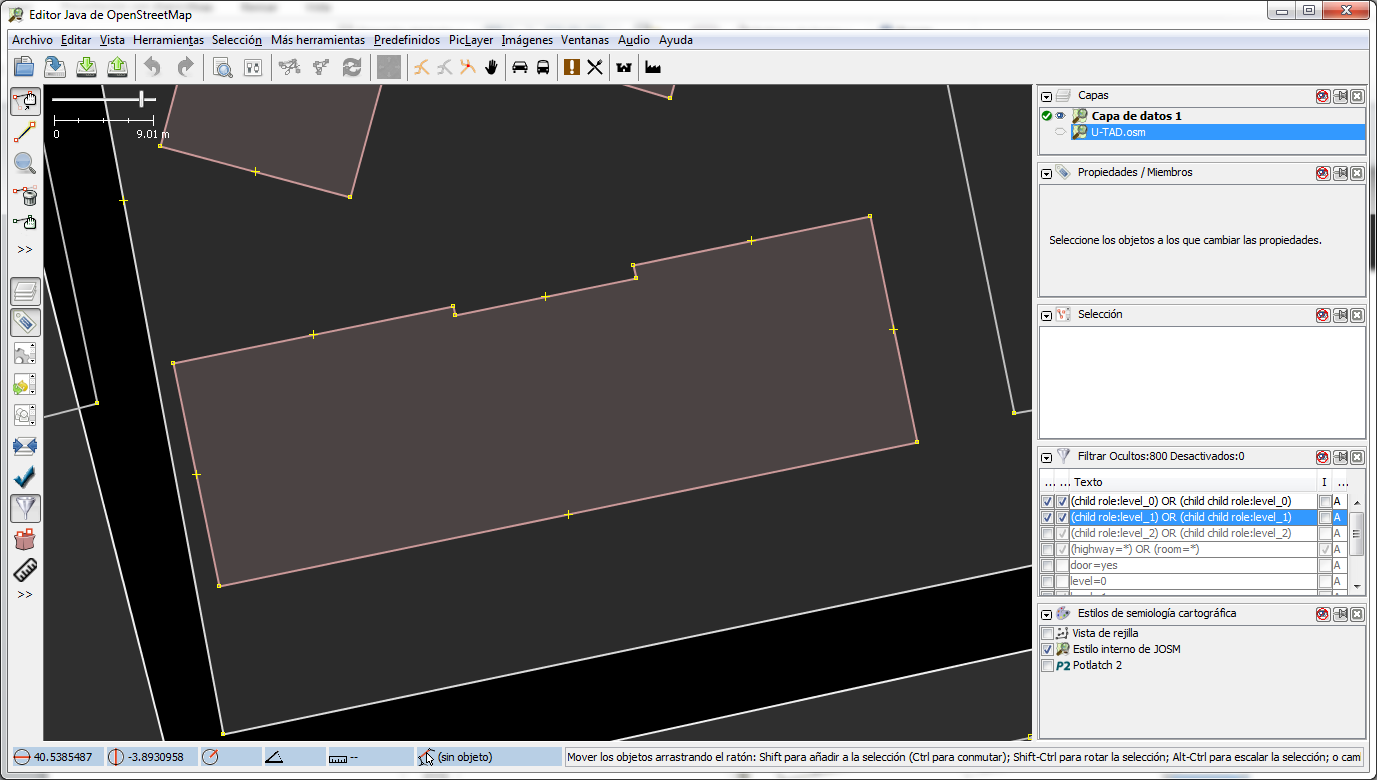 Editor Java de OpenStreetMap
Archivo Editar Vista Herramientas Selección Más herramientas Predefinidos PicLayer Imágenes Ventanas Audio Ayuda
0 9.01 m
>>
>>
Capas
Capa de datos 1
U-TAD.osm
Propiedades / Miembros
Seleccione los objetos a los que cambiar las propiedades.
Selección
Filtrar Ocultos:800 Desactivados:0
... ... Texto I ...
(child role:level_0) OR (child child role:level_0) A
(child role:level_1) OR (child child role:level_1) A
(child role:level_2) OR (child child role:level_2) A
(highway=*) OR (room=*) A
door=yes A
level=0 A
Estilos de semiología cartográfica
Vista de rejilla
Estilo interno de JOSM
P2 Potlatch 2
40.5385487 -3.8930958 -- (sin objeto) Mover los objetos arrastrando el ratón: Shift para añadir a la selección (Ctrl para conmutar); Shift-Ctrl para rotar la selección; Alt-Ctrl para escalar la selección; o cam